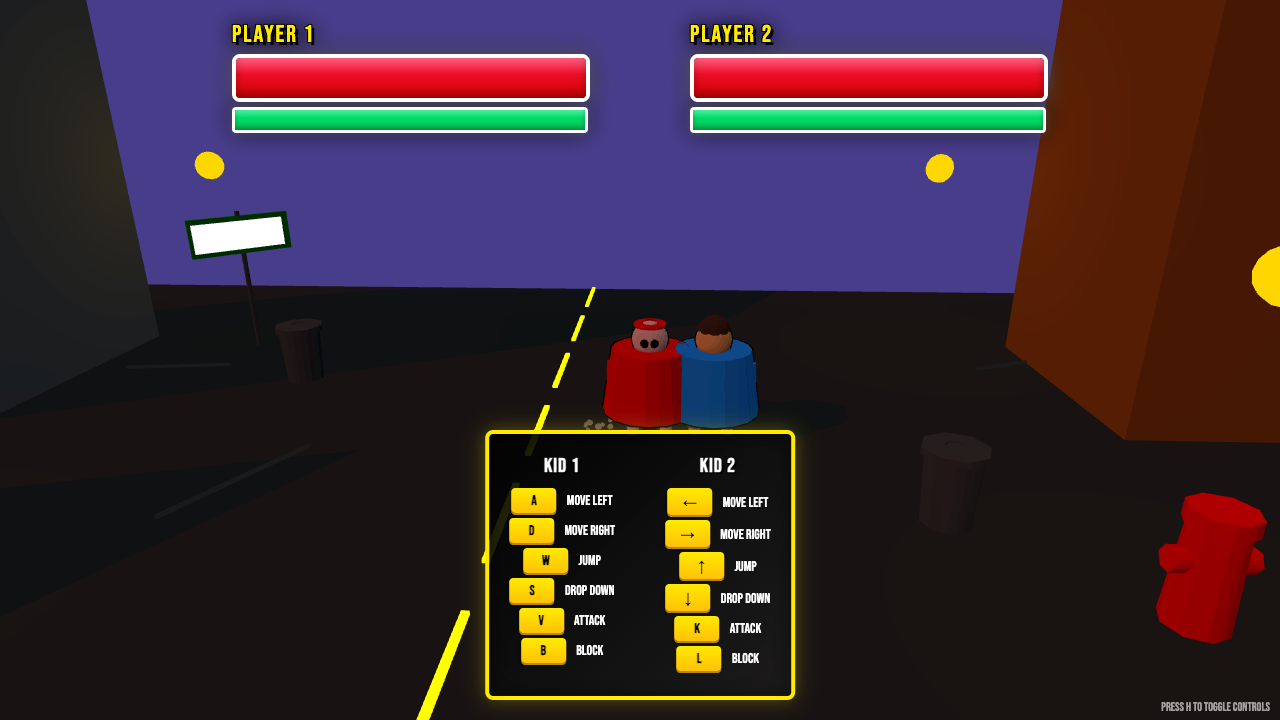 PLAYER 1
PLAYER 2
KID 1
A MOVE LEFT
D MOVE RIGHT
W JUMP
S DROP DOWN
V ATTACK
B BLOCK
KID 2
← MOVE LEFT
→ MOVE RIGHT
↑ JUMP
↓ DROP DOWN
K ATTACK
L BLOCK
PRESS H TO TOGGLE CONTROLS